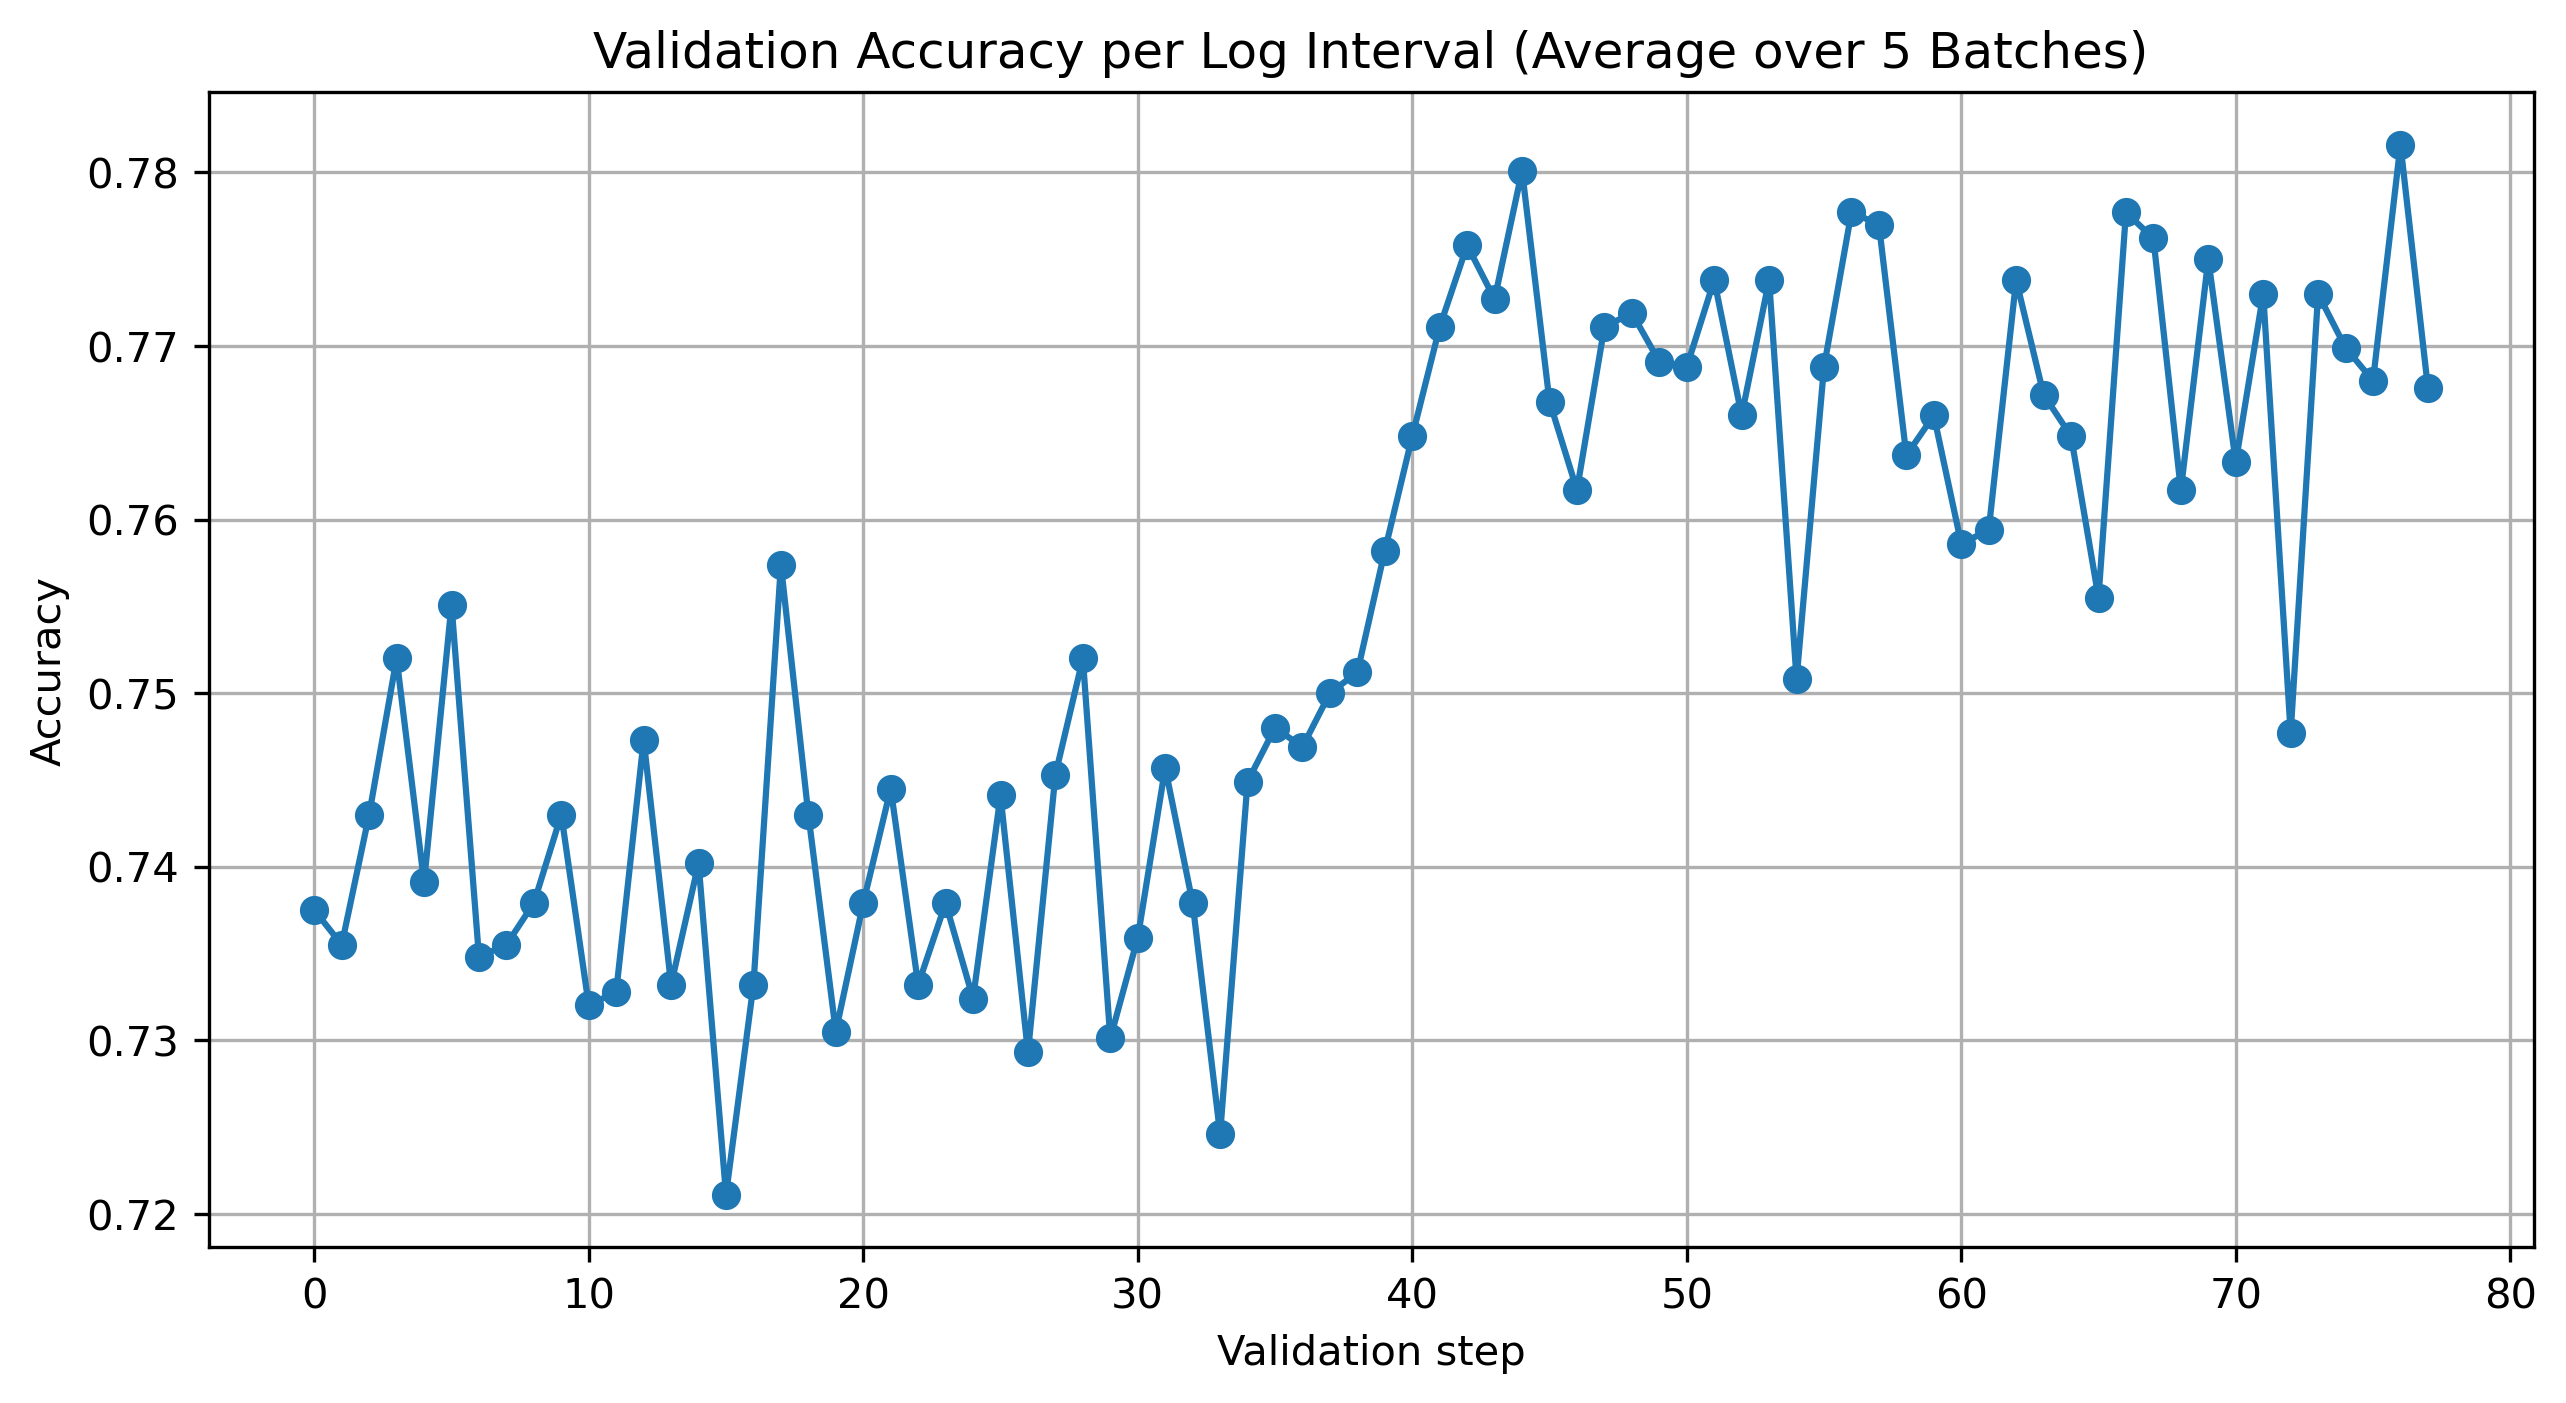 Validation Accuracy per Log Interval (Average over 5 Batches)
0.78
0.77
0.76
0.75
0.74
0.73
0.72
Accuracy
0 10 20 30 40 50 60 70 80
Validation step